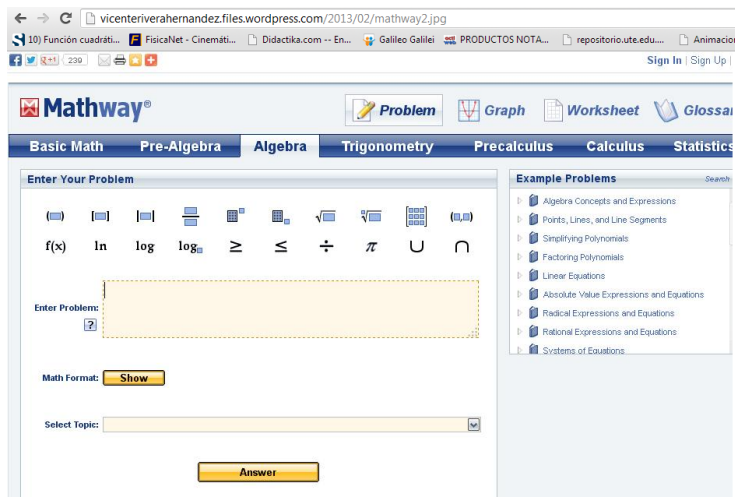 vicenteriverahernandez.files.wordpress.com/2013/02/mathway2.jpg
10) Función cuadráti... FisicaNet - Cinemáti... Didactika.com -- En... Galileo Galilei PRODUCTOS NOTA... repositorio.ute.edu.... Animacion
+1 239 Sign In | Sign Up |
Mathway® Problem Graph Worksheet Glossar
Basic Math Pre-Algebra Algebra Trigonometry Precalculus Calculus Statistics
Enter Your Problem
f(x) ln log log ≥ ≤ ÷ π ∪ ∩
Enter Problem:
?
Math Format: Show
Select Topic:
Answer
Example Problems Search
Algebra Concepts and Expressions
Points, Lines, and Line Segments
Simplifying Polynomials
Factoring Polynomials
Linear Equations
Absolute Value Expressions and Equations
Radical Expressions and Equations
Rational Expressions and Equations
Systems of Equations